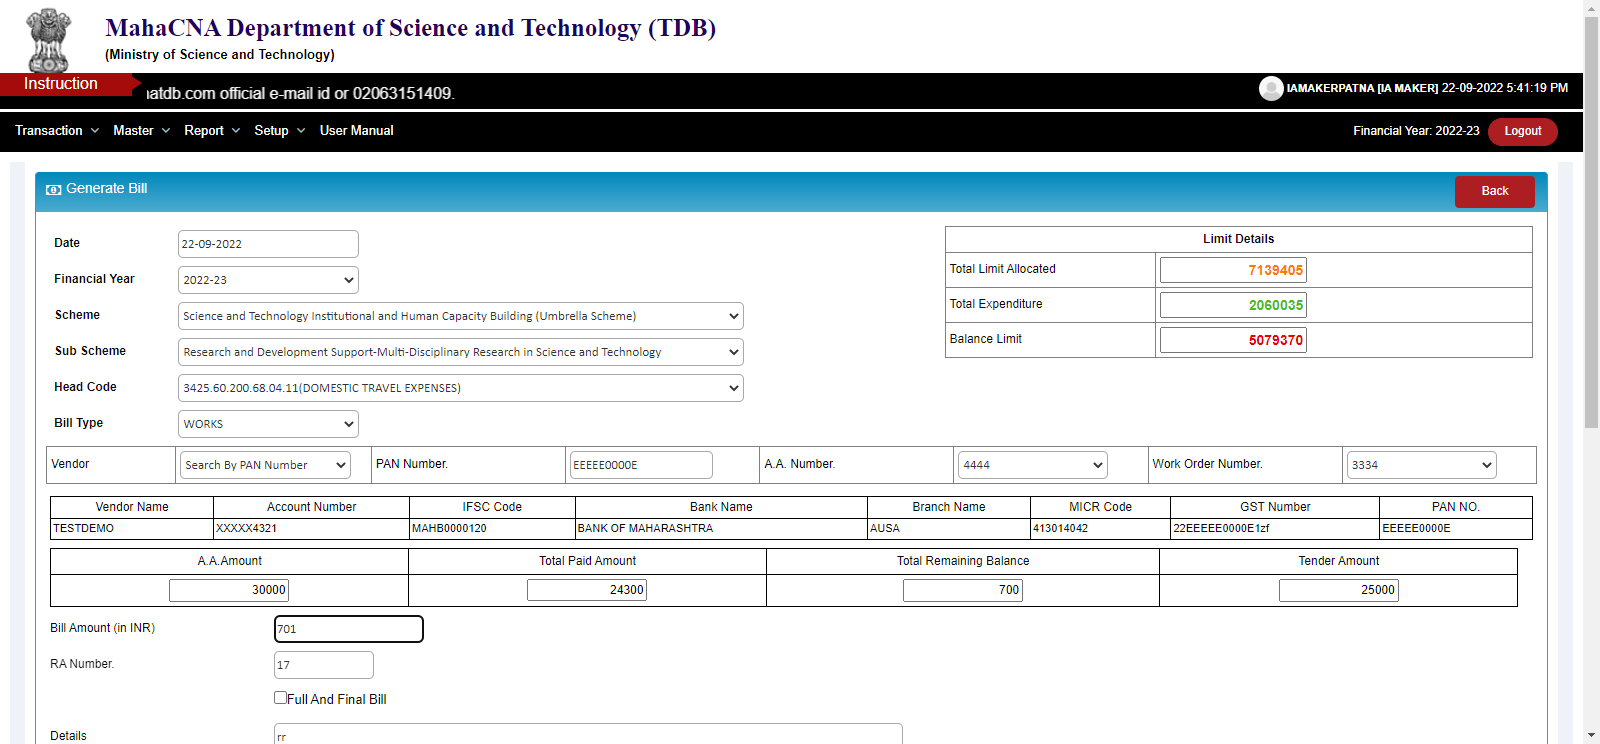 MahaCNA Department of Science and Technology (TDB)
(Ministry of Science and Technology)
Instruction
atdb.com official e-mail id or 02063151409.
IAMAKERPATNA [IA MAKER] 22-09-2022 5:41:19 PM
Transaction Master Report Setup User Manual
Financial Year: 2022-23 Logout
Generate Bill
Back
Date 22-09-2022
Financial Year 2022-23
Scheme Science and Technology Institutional and Human Capacity Building (Umbrella Scheme)
Sub Scheme Research and Development Support-Multi-Disciplinary Research in Science and Technology
Head Code 3425.60.200.68.04.11(DOMESTIC TRAVEL EXPENSES)
Bill Type WORKS
Limit Details
Total Limit Allocated 7139405
Total Expenditure 2060035
Balance Limit 5079370
Vendor Search By PAN Number PAN Number. EEEEE0000E A.A. Number. 4444 Work Order Number. 3334
Vendor Name Account Number IFSC Code Bank Name Branch Name MICR Code GST Number PAN NO.
TESTDEMO XXXXX4321 MAHB0000120 BANK OF MAHARASHTRA AUSA 413014042 22EEEEE0000E1zf EEEEE0000E
A.A.Amount Total Paid Amount Total Remaining Balance Tender Amount
30000 24300 700 25000
Bill Amount (in INR) 701
RA Number. 17
Full And Final Bill
Details rr